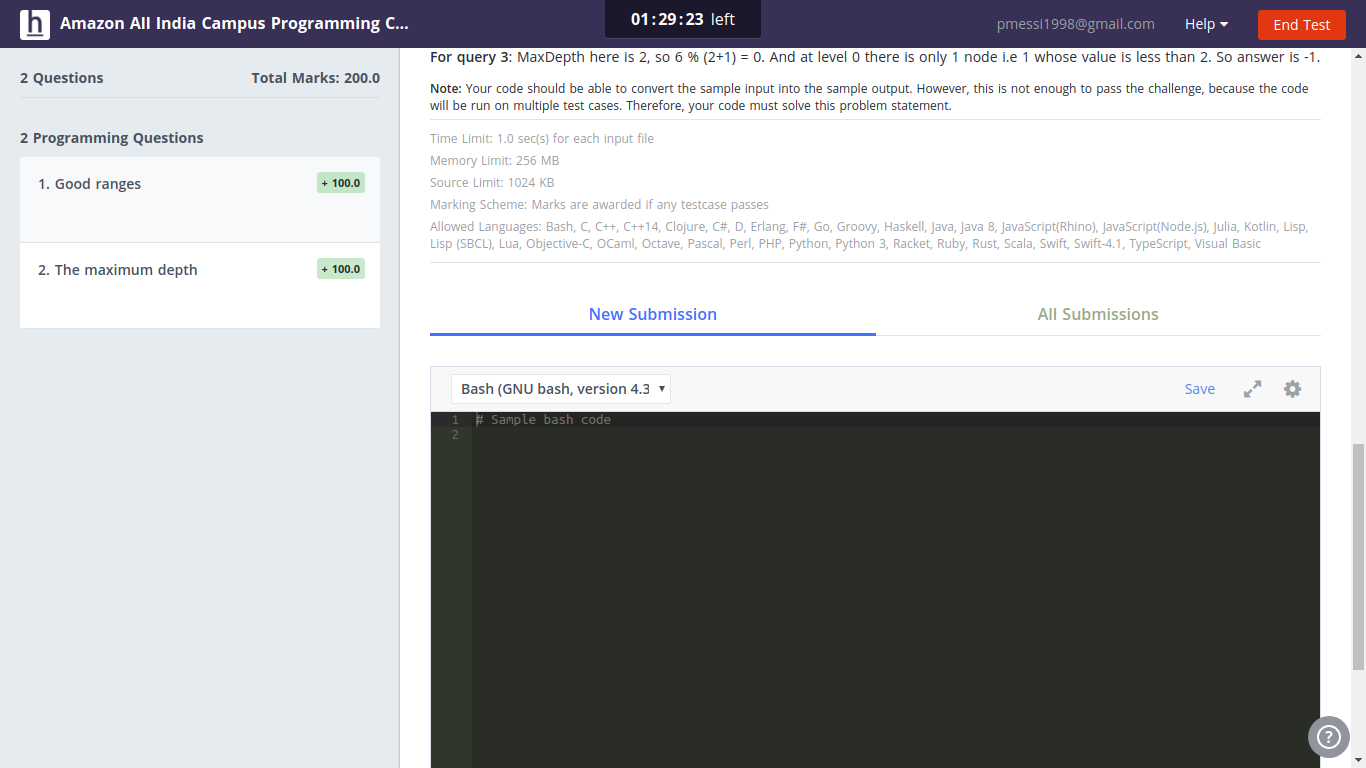 h Amazon All India Campus Programming C... 01:29:23 left pmessi1998@gmail.com Help End Test
2 Questions Total Marks: 200.0
2 Programming Questions
1. Good ranges + 100.0
2. The maximum depth + 100.0
For query 3: MaxDepth here is 2, so 6 % (2+1) = 0. And at level 0 there is only 1 node i.e 1 whose value is less than 2. So answer is -1.
Note: Your code should be able to convert the sample input into the sample output. However, this is not enough to pass the challenge, because the code
will be run on multiple test cases. Therefore, your code must solve this problem statement.
Time Limit: 1.0 sec(s) for each input file
Memory Limit: 256 MB
Source Limit: 1024 KB
Marking Scheme: Marks are awarded if any testcase passes
Allowed Languages: Bash, C, C++, C++14, Clojure, C#, D, Erlang, F#, Go, Groovy, Haskell, Java, Java 8, JavaScript(Rhino), JavaScript(Node.js), Julia, Kotlin, Lisp,
Lisp (SBCL), Lua, Objective-C, OCaml, Octave, Pascal, Perl, PHP, Python, Python 3, Racket, Ruby, Rust, Scala, Swift, Swift-4.1, TypeScript, Visual Basic
New Submission All Submissions
Bash (GNU bash, version 4.3 Save
1 # Sample bash code
2
?